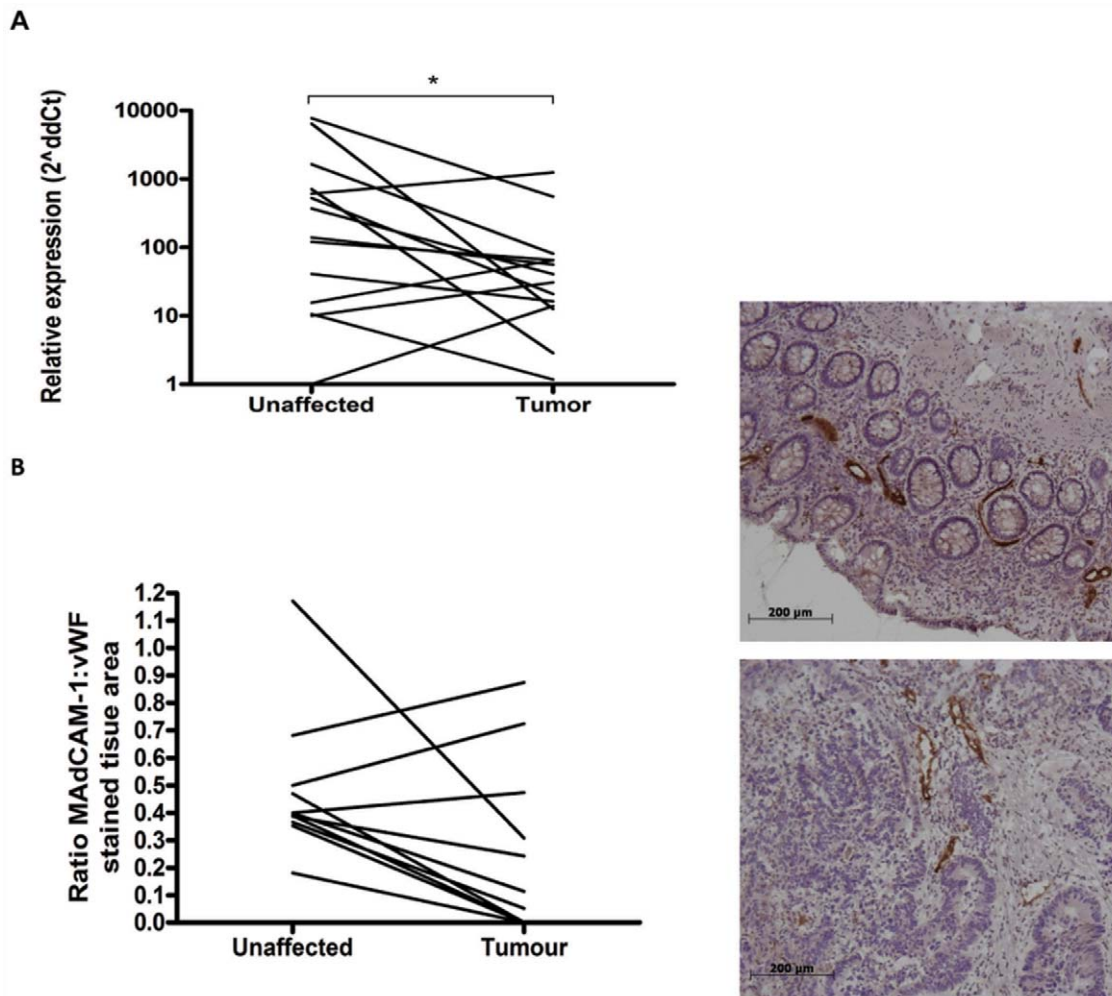 A
*
Relative expression (2^ddCt)
10000
1000
100
10
1
Unaffected Tumor
B
Ratio MAdCAM-1:vWF
stained tissue area
1.2
1.1
1.0
0.9
0.8
0.7
0.6
0.5
0.4
0.3
0.2
0.1
0.0
Unaffected Tumour
200 µm
200 µm